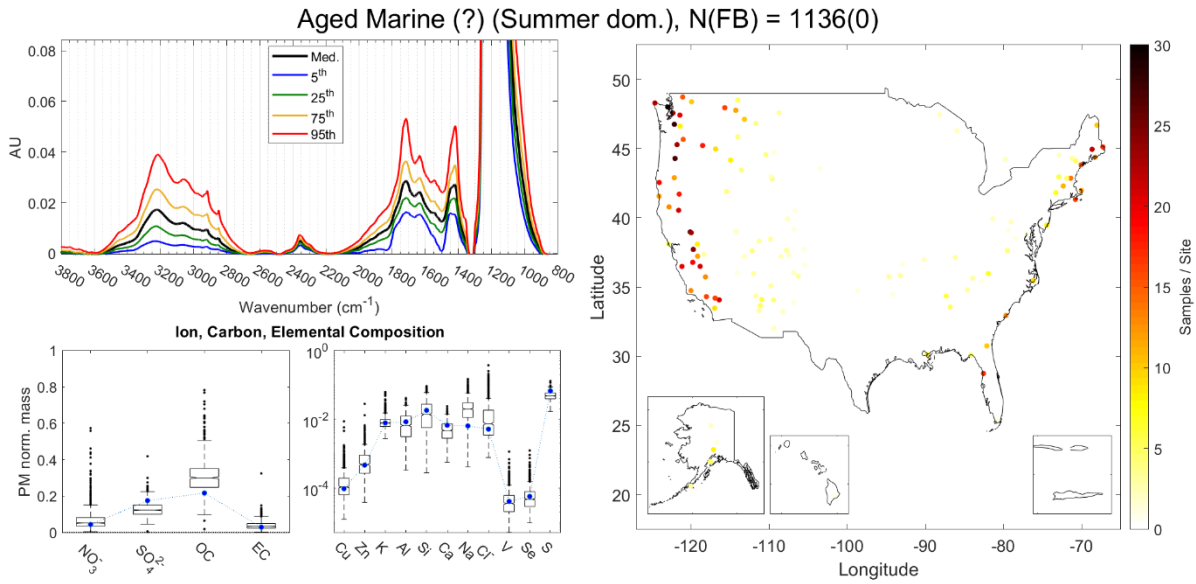 Aged Marine (?) (Summer dom.), N(FB) = 1136(0)
0.08
0.06
0.04
0.02
0
AU
Med.
5th
25th
75th
95th
3800 3600 3400 3200 3000 2800 2600 2400 2200 2000 1800 1600 1400 1200 1000 800
Wavenumber (cm-1)
Ion, Carbon, Elemental Composition
1
0.8
0.6
0.4
0.2
0
PM norm. mass
NO3- SO42- OC EC
10^0
10^-2
10^-4
Cu Zn K Al Si Ca Na Cl- V Se S
50
45
40
35
30
25
20
Latitude
-120 -110 -100 -90 -80 -70
Longitude
30
25
20
15
10
5
0
Samples / Site